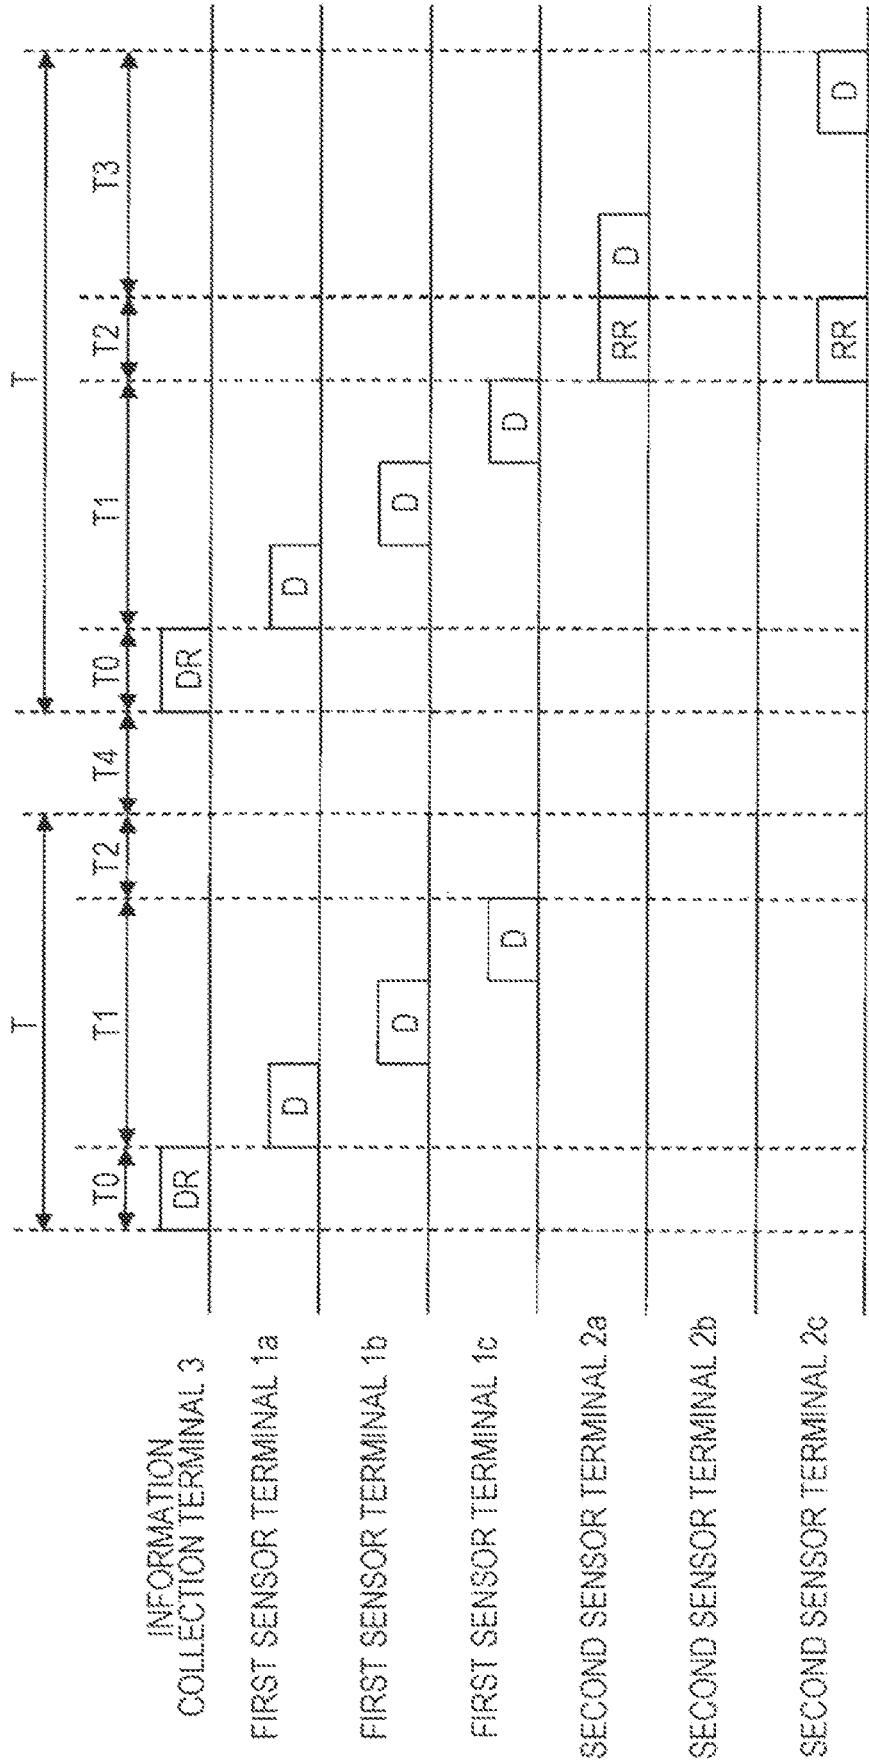 T
T
T0
T1
T2
T4
T0
T1
T2
T3
INFORMATION
COLLECTION TERMINAL 3
DR
DR
FIRST SENSOR TERMINAL 1a
D
D
FIRST SENSOR TERMINAL 1b
D
D
FIRST SENSOR TERMINAL 1c
D
D
SECOND SENSOR TERMINAL 2a
RR
D
SECOND SENSOR TERMINAL 2b
SECOND SENSOR TERMINAL 2c
RR
D